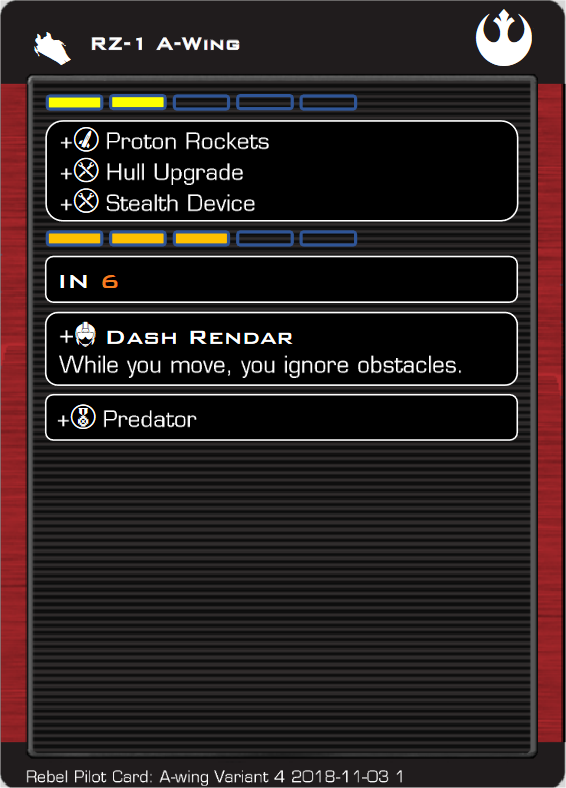 RZ-1 A-Wing
+ Proton Rockets
+ Hull Upgrade
+ Stealth Device
IN 6
+ Dash Rendar
While you move, you ignore obstacles.
+ Predator
Rebel Pilot Card: A-wing Variant 4 2018-11-03 1